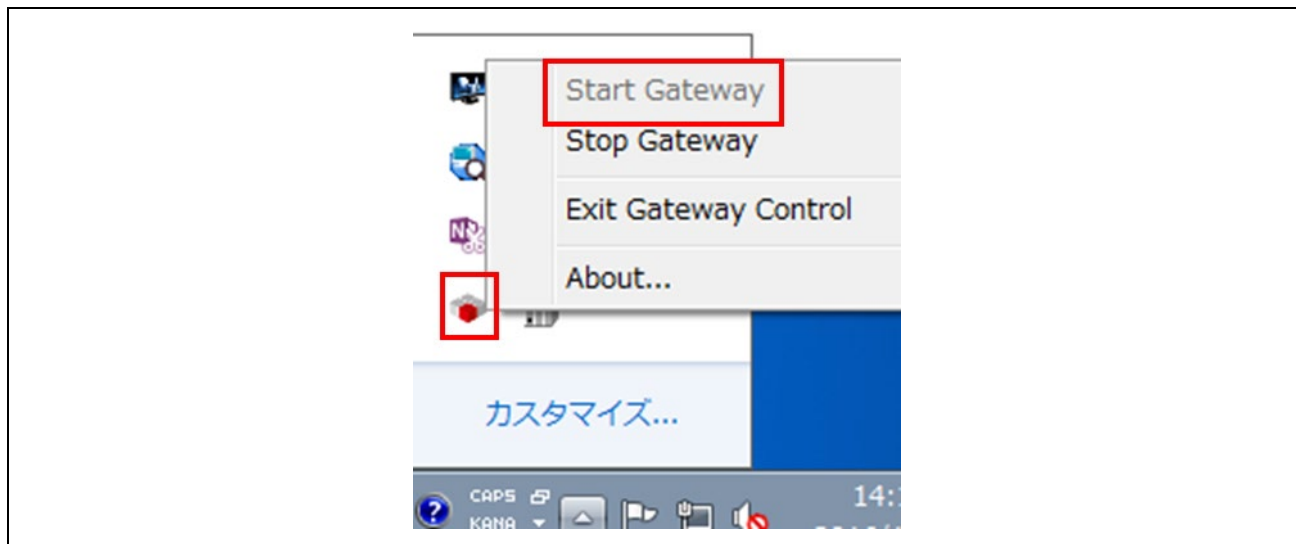 Start Gateway
Stop Gateway
Exit Gateway Control
About...
カスタマイズ...
CAPS
KANA